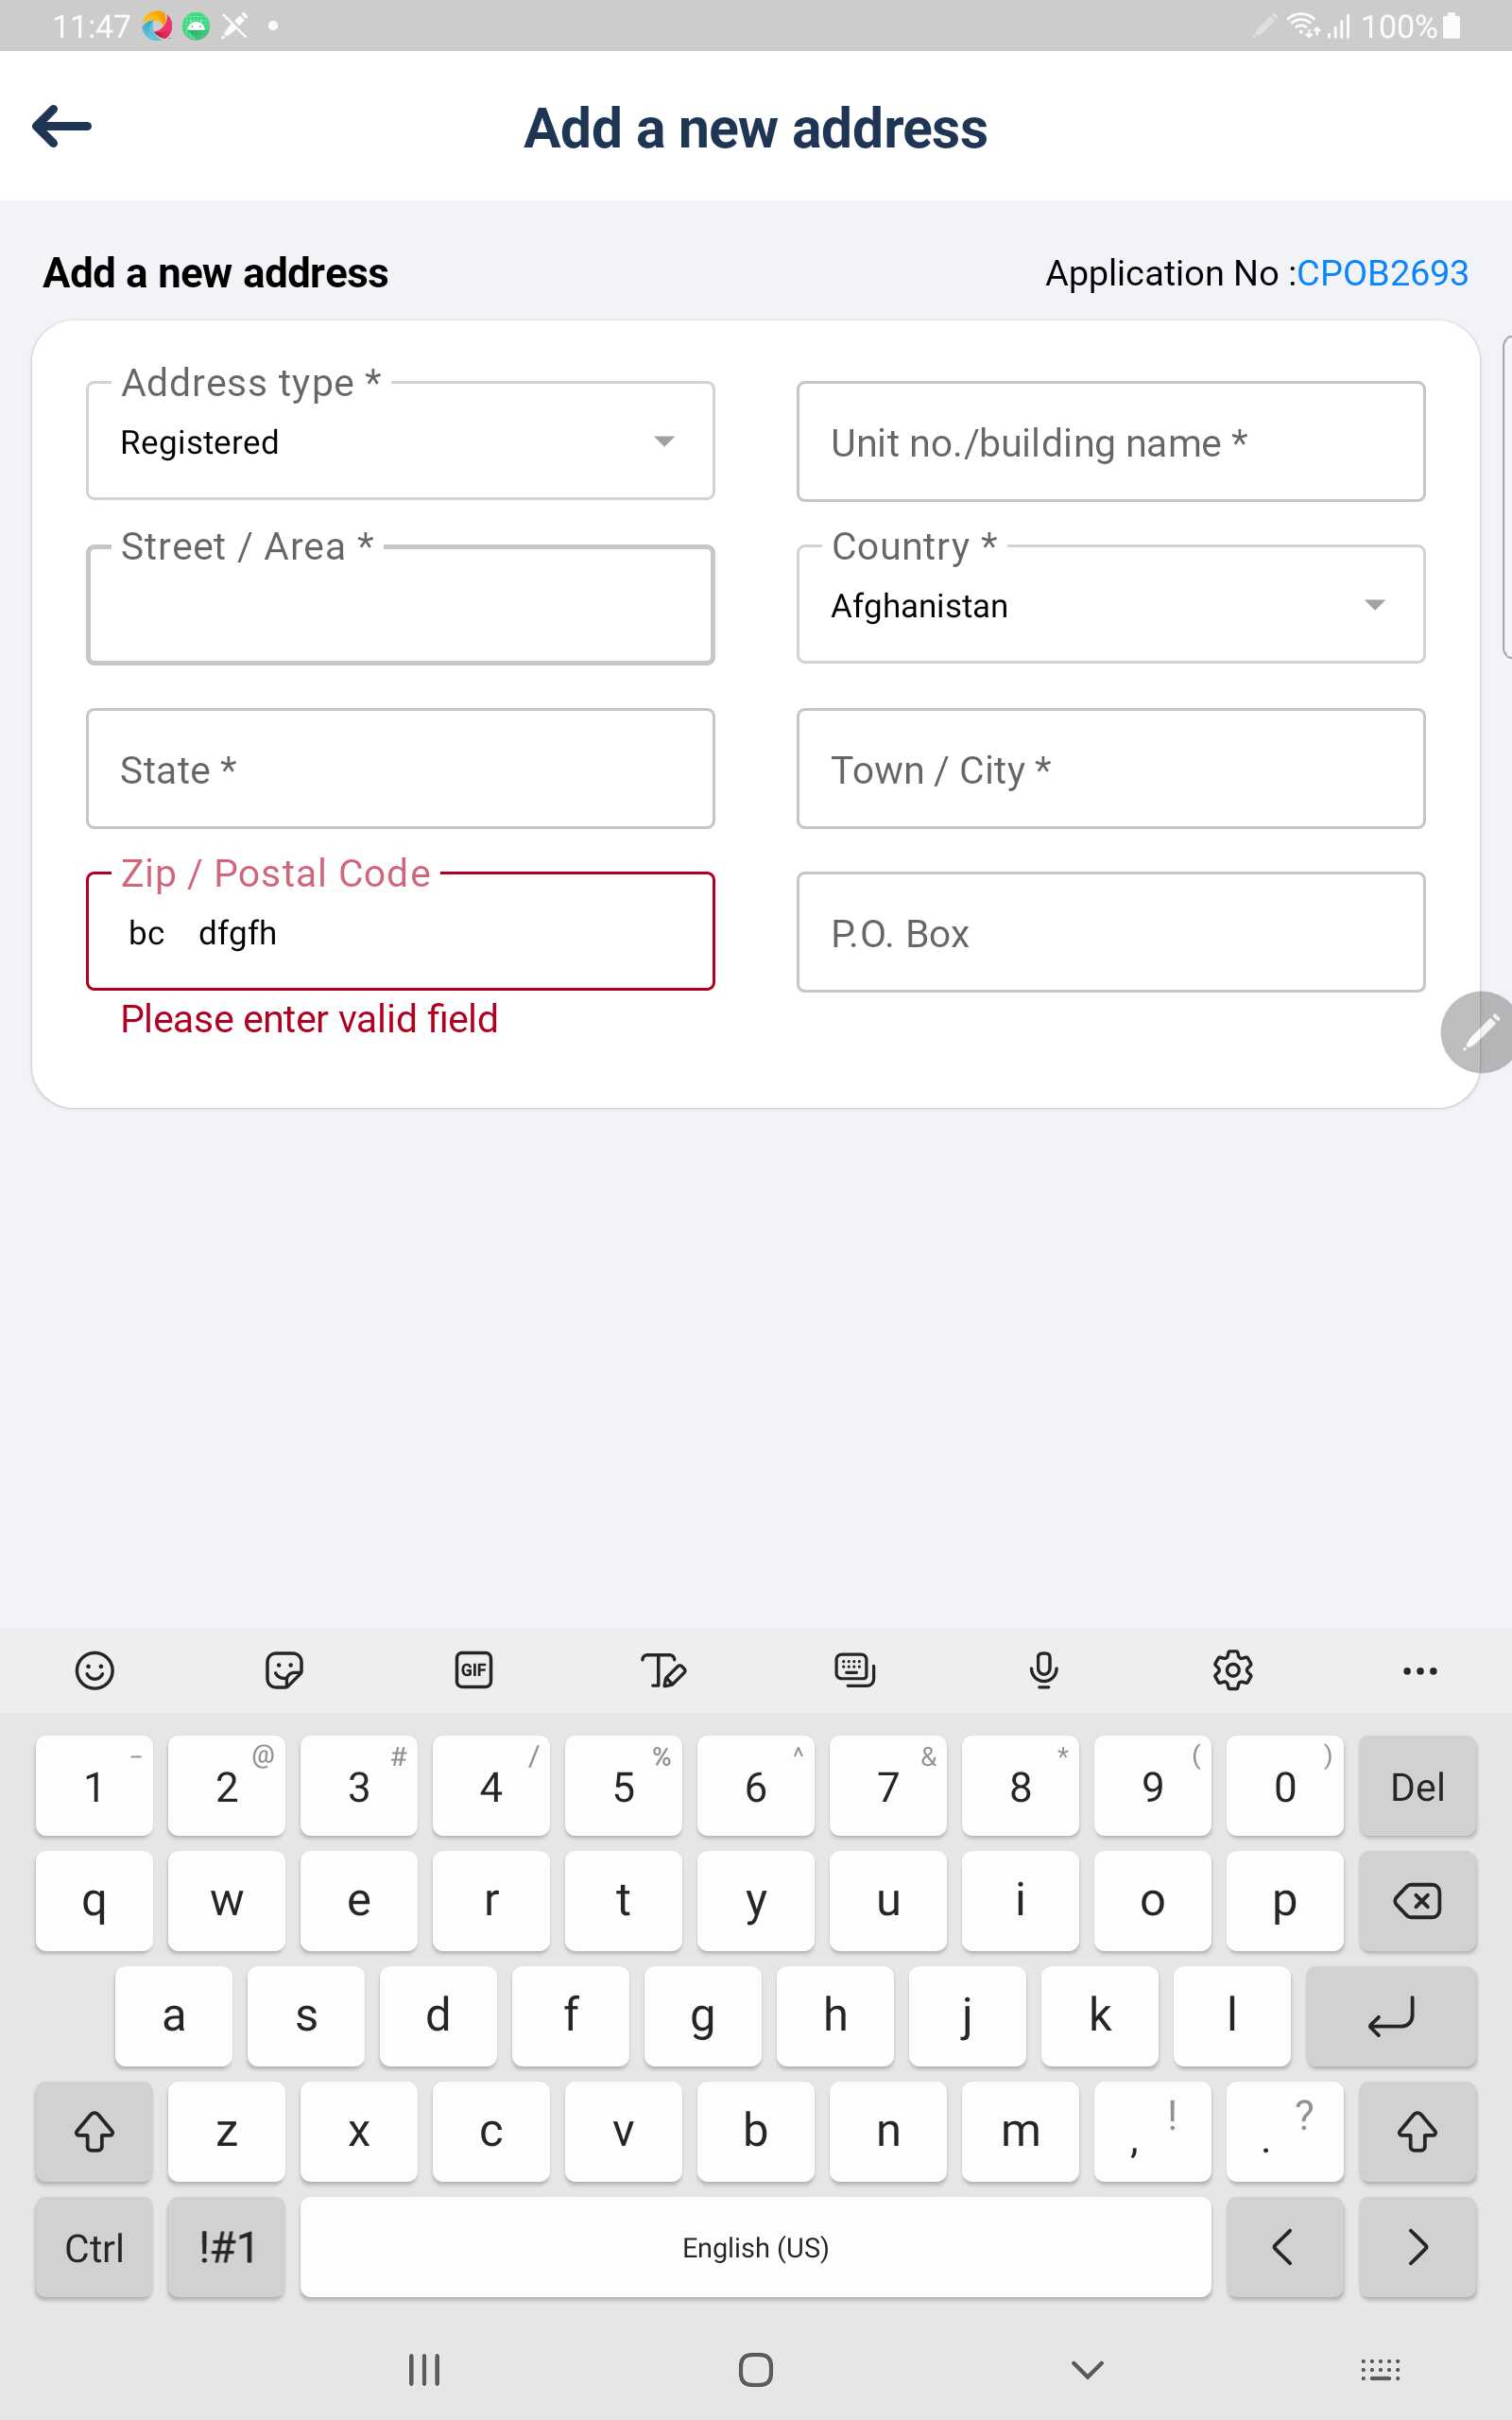 11:47 100%
Add a new address
Add a new address Application No :CPOB2693
Address type *
Registered
Unit no./building name *
Street / Area *
Country *
Afghanistan
State *
Town / City *
Zip / Postal Code
bc dfgfh
P.O. Box
Please enter valid field
GIF
1 – 2 @ 3 # 4 / 5 % 6 ^ 7 & 8 * 9 ( 0 ) Del
q w e r t y u i o p
a s d f g h j k l
z x c v b n m , ! . ?
Ctrl !#1 English (US) < >